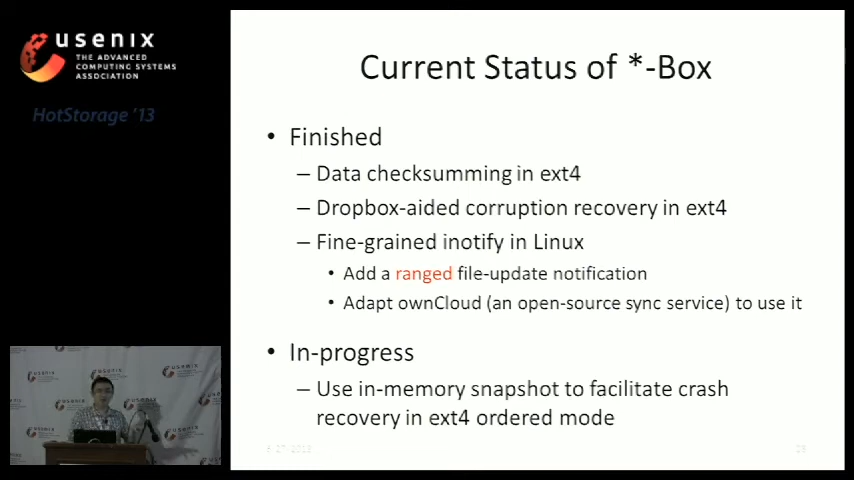 usenix
THE ADVANCED
COMPUTING SYSTEMS
ASSOCIATION
HotStorage '13
Current Status of *-Box
• Finished
– Data checksumming in ext4
– Dropbox-aided corruption recovery in ext4
– Fine-grained inotify in Linux
• Add a ranged file-update notification
• Adapt ownCloud (an open-source sync service) to use it
• In-progress
– Use in-memory snapshot to facilitate crash
recovery in ext4 ordered mode
usenix